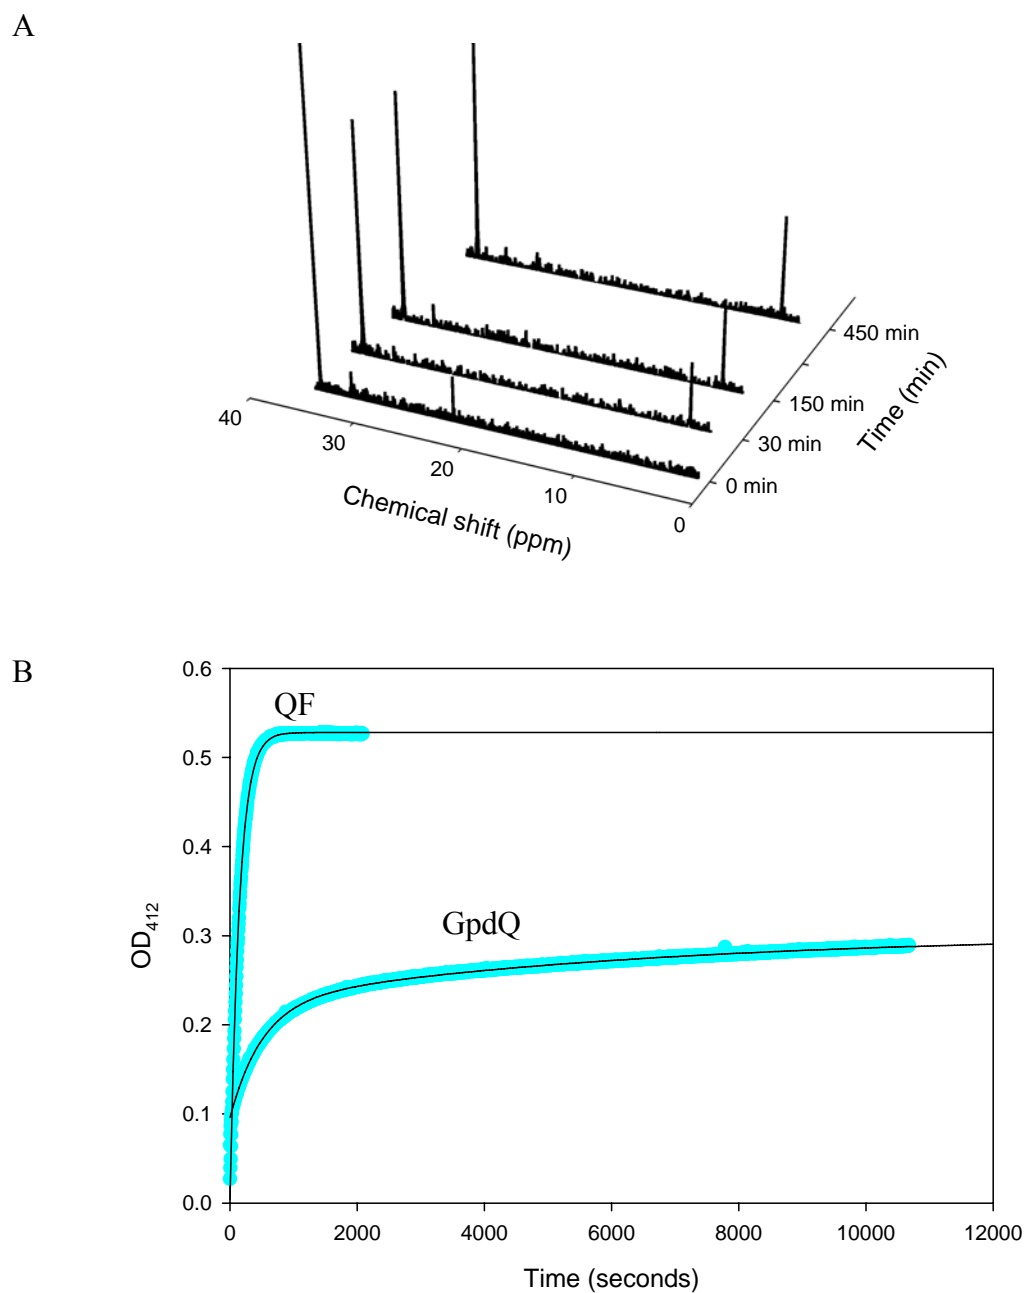 A
450 min
150 min
30 min
0 min
Time (min)
40
30
20
10
0
Chemical shift (ppm)
B
0.6
0.5
0.4
0.3
0.2
0.1
0.0
OD412
QF
GpdQ
0 2000 4000 6000 8000 10000 12000
Time (seconds)